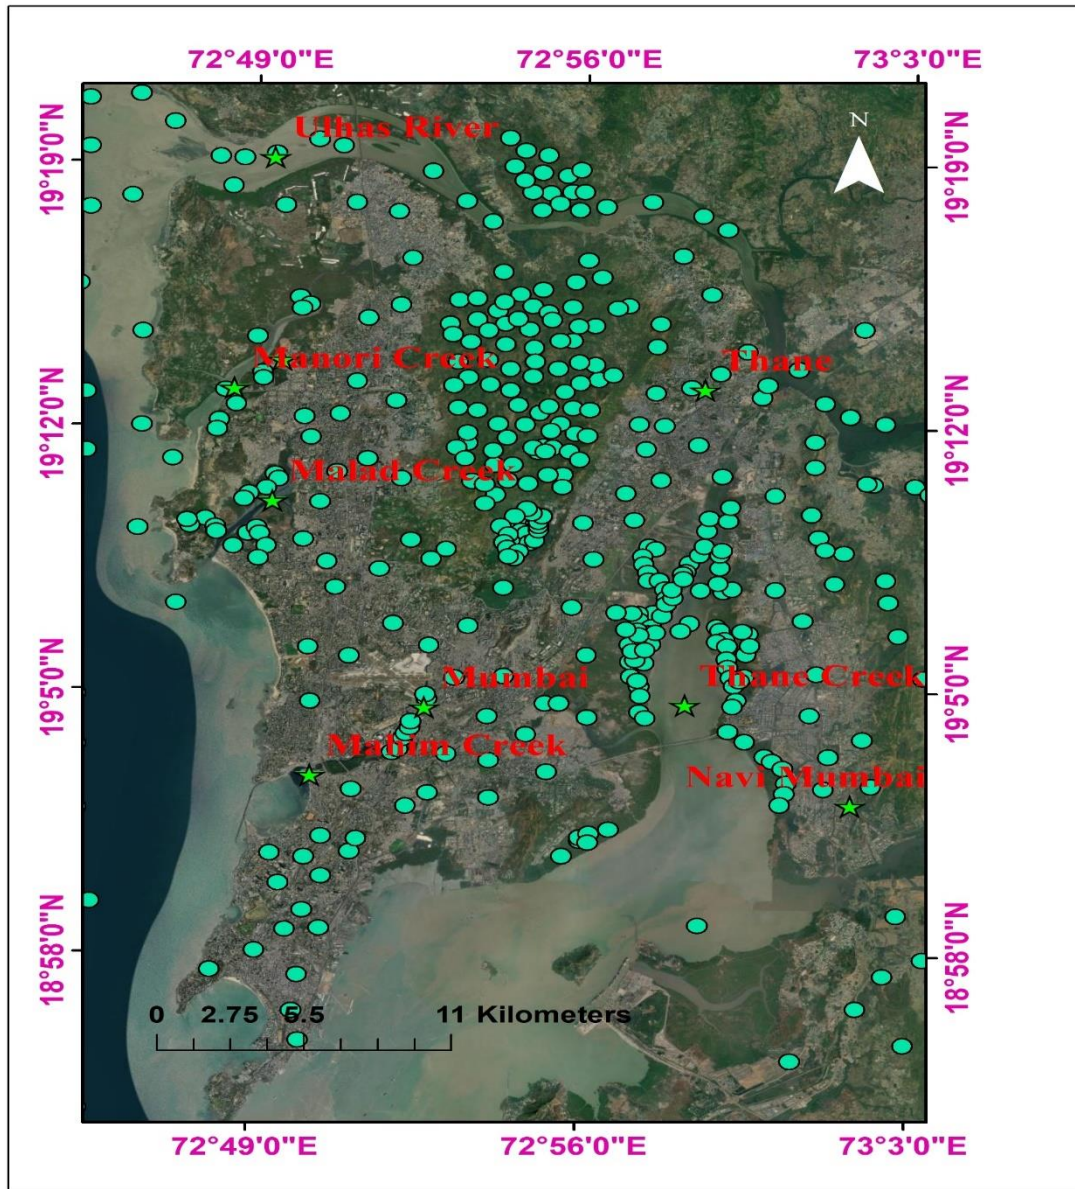 72°49'0"E 72°56'0"E 73°3'0"E
N
Ulhas River
19°19'0"N 19°19'0"N
Manori Creek Thane
19°12'0"N 19°12'0"N
Malad Creek
Mumbai Thane Creek
19°5'0"N 19°5'0"N
Mahim Creek
Navi Mumbai
18°58'0"N 18°58'0"N
0 2.75 5.5 11 Kilometers
72°49'0"E 72°56'0"E 73°3'0"E